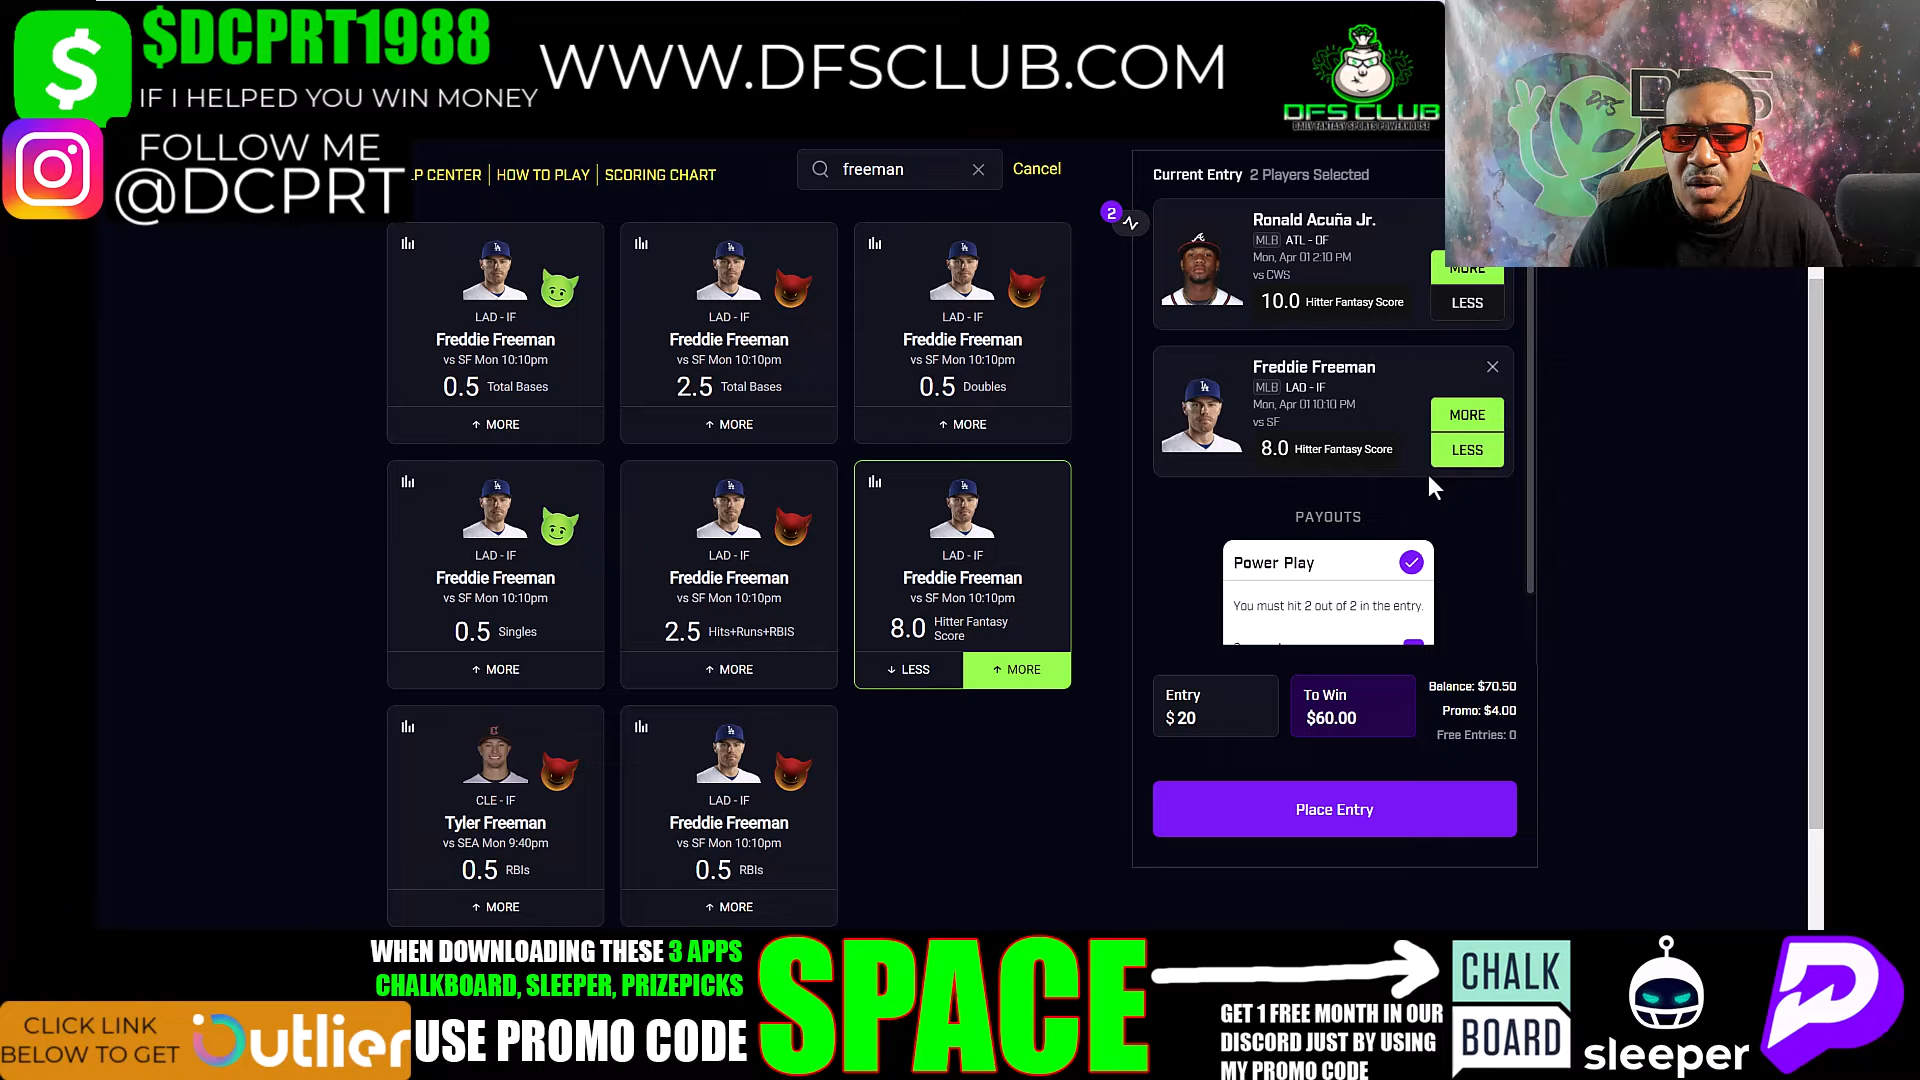 $DCPRT1988
IF I HELPED YOU WIN MONEY
WWW.DFSCLUB.COM
DFS CLUB
DAILY FANTASY SPORTS POWERHOUSE
FOLLOW ME
@DCPRT
LP CENTER
HOW TO PLAY
SCORING CHART
freeman
Cancel
LAD - IF
Freddie Freeman
vs SF Mon 10:10pm
0.5 Total Bases
↑ MORE
LAD - IF
Freddie Freeman
vs SF Mon 10:10pm
2.5 Total Bases
↑ MORE
LAD - IF
Freddie Freeman
vs SF Mon 10:10pm
0.5 Doubles
↑ MORE
LAD - IF
Freddie Freeman
vs SF Mon 10:10pm
0.5 Singles
↑ MORE
LAD - IF
Freddie Freeman
vs SF Mon 10:10pm
2.5 Hits+Runs+RBIS
↑ MORE
LAD - IF
Freddie Freeman
vs SF Mon 10:10pm
8.0 Hitter Fantasy
Score
↓ LESS
↑ MORE
CLE - IF
Tyler Freeman
vs SEA Mon 9:40pm
0.5 RBIs
↑ MORE
LAD - IF
Freddie Freeman
vs SF Mon 10:10pm
0.5 RBIs
↑ MORE
2
Current Entry 2 Players Selected
Ronald Acuña Jr.
MLB ATL - OF
Mon, Apr 01 2:10 PM
vs CWS
10.0 Hitter Fantasy Score
MORE
LESS
Freddie Freeman
MLB LAD - IF
Mon, Apr 01 10:10 PM
vs SF
8.0 Hitter Fantasy Score
MORE
LESS
PAYOUTS
Power Play
You must hit 2 out of 2 in the entry.
Entry
$ 20
To Win
$60.00
Balance: $70.50
Promo: $4.00
Free Entries: 0
Place Entry
WHEN DOWNLOADING THESE 3 APPS
CHALKBOARD, SLEEPER, PRIZEPICKS
USE PROMO CODE
SPACE
CLICK LINK
BELOW TO GET
Outlier
GET 1 FREE MONTH IN OUR
DISCORD JUST BY USING
MY PROMO CODE
CHALK
BOARD
sleeper